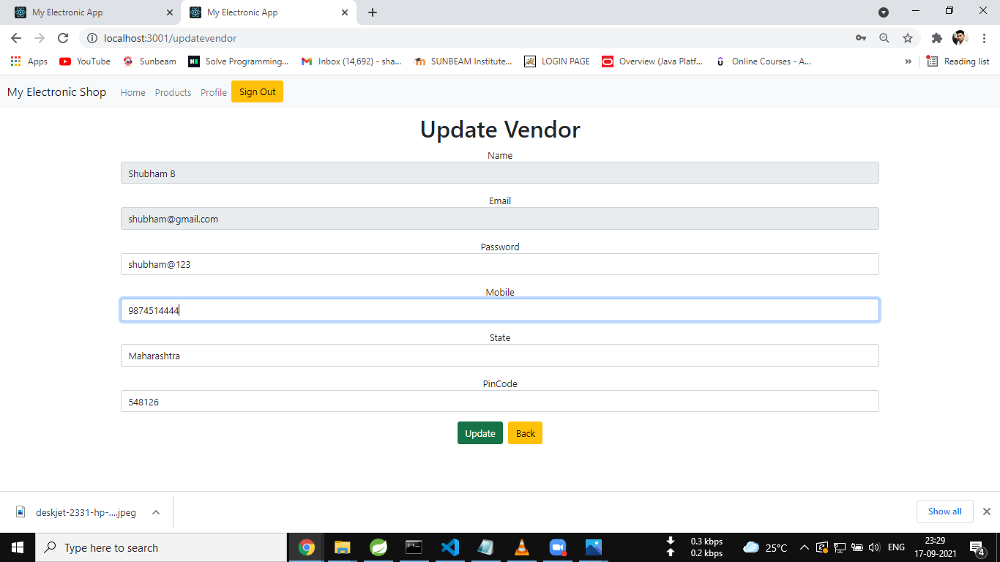 My Electronic App
My Electronic App
localhost:3001/updatevendor
Apps YouTube Sunbeam Solve Programming... Inbox (14,692) - sha... SUNBEAM Institute... LOGIN PAGE Overview (Java Platf... Online Courses - A... » Reading list
My Electronic Shop Home Products Profile Sign Out
Update Vendor
Name
Shubham B
Email
shubham@gmail.com
Password
shubham@123
Mobile
9874514444
State
Maharashtra
PinCode
548126
Update Back
deskjet-2331-hp-....jpeg Show all
Type here to search
0.3 kbps
0.2 kbps
25°C
ENG
23:29
17-09-2021
4